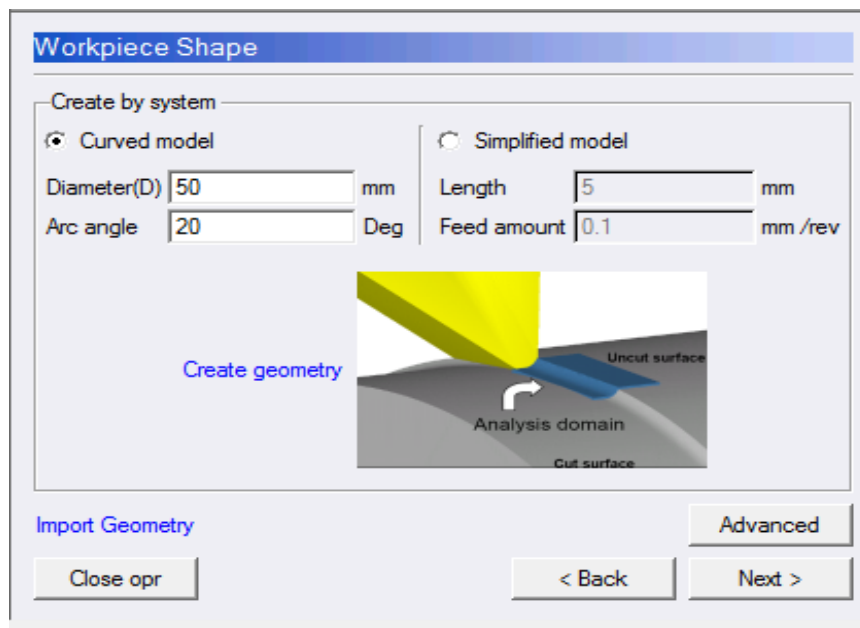 Workpiece Shape
Create by system
Curved model
Simplified model
Diameter(D) 50 mm
Length 5 mm
Arc angle 20 Deg
Feed amount 0.1 mm /rev
Create geometry
Uncut surface
Analysis domain
Cut surface
Import Geometry
Advanced
Close opr
< Back
Next >